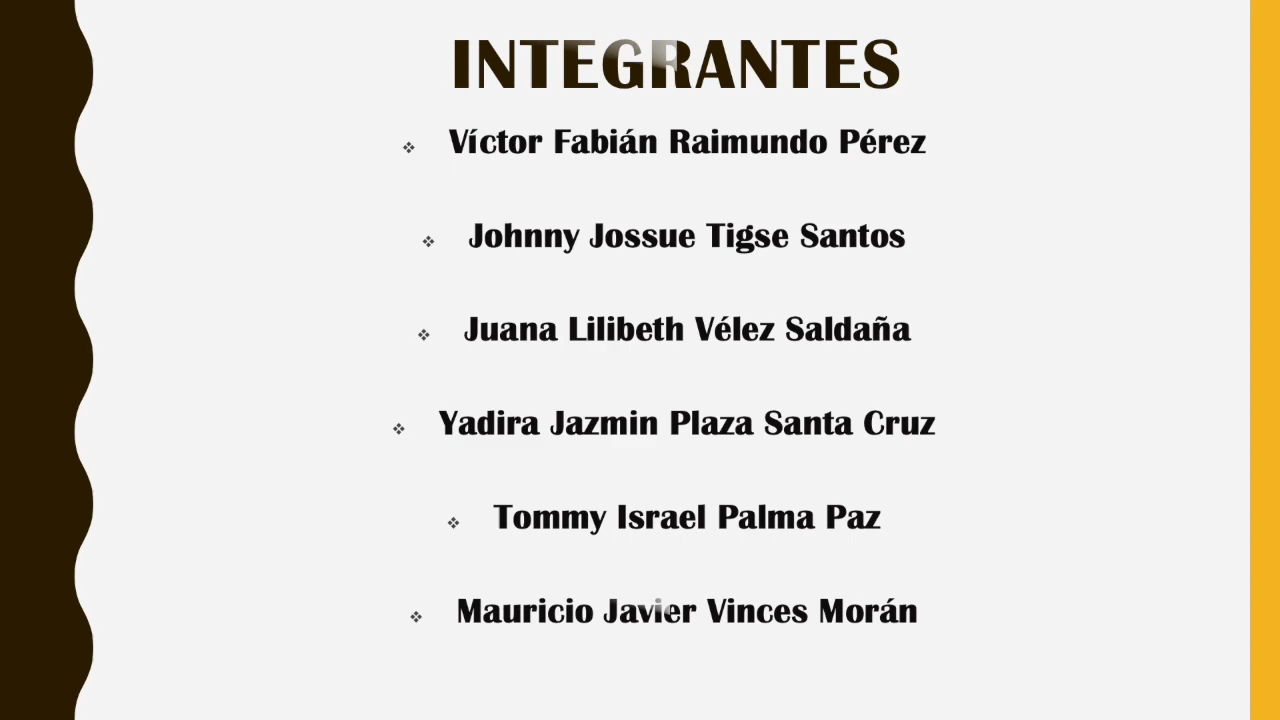 INTEGRANTES
Víctor Fabián Raimundo Pérez
Johnny Jossue Tigse Santos
Juana Lilibeth Vélez Saldaña
Yadira Jazmin Plaza Santa Cruz
Tommy Israel Palma Paz
Mauricio Javier Vinces Morán